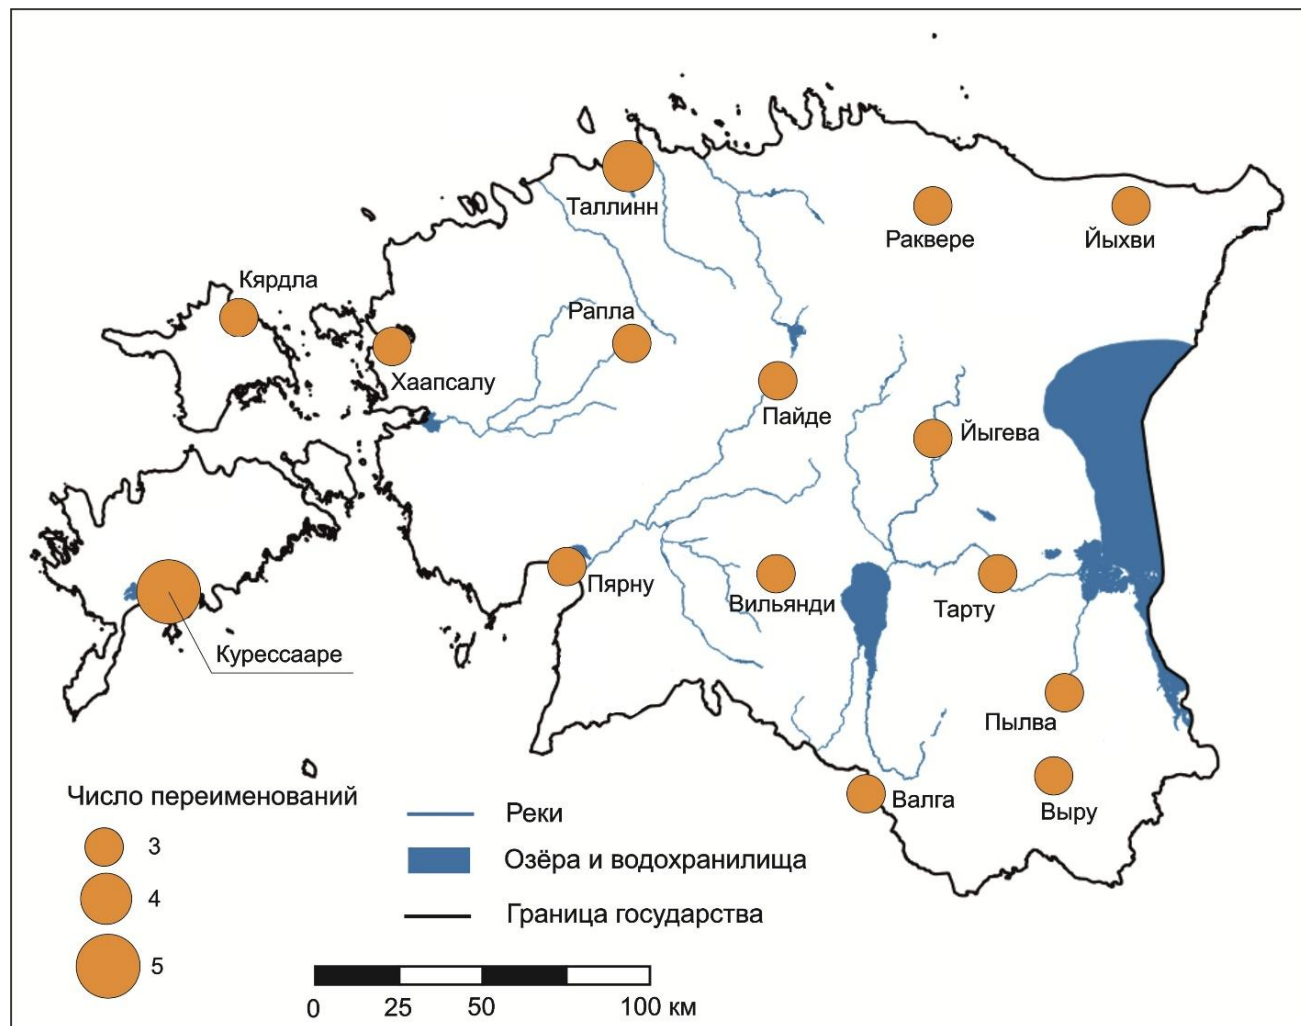 Таллинн
Раквере
Йыхви
Кярдла
Рапла
Хаапсалу
Пайде
Йыгева
Пярну
Вильянди
Тарту
Курессааре
Пылва
Валга
Выру
Число переименований
3
4
5
Реки
Озёра и водохранилища
Граница государства
0 25 50 100 км